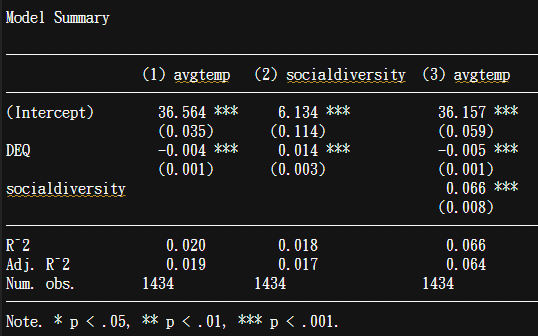 Model Summary
(1) avgtemp (2) socialdiversity (3) avgtemp
(Intercept) 36.564 *** 6.134 *** 36.157 ***
(0.035) (0.114) (0.059)
DEQ -0.004 *** 0.014 *** -0.005 ***
(0.001) (0.003) (0.001)
socialdiversity 0.066 ***
(0.008)
R^2 0.020 0.018 0.066
Adj. R^2 0.019 0.017 0.064
Num. obs. 1434 1434 1434
Note. * p < .05, ** p < .01, *** p < .001.